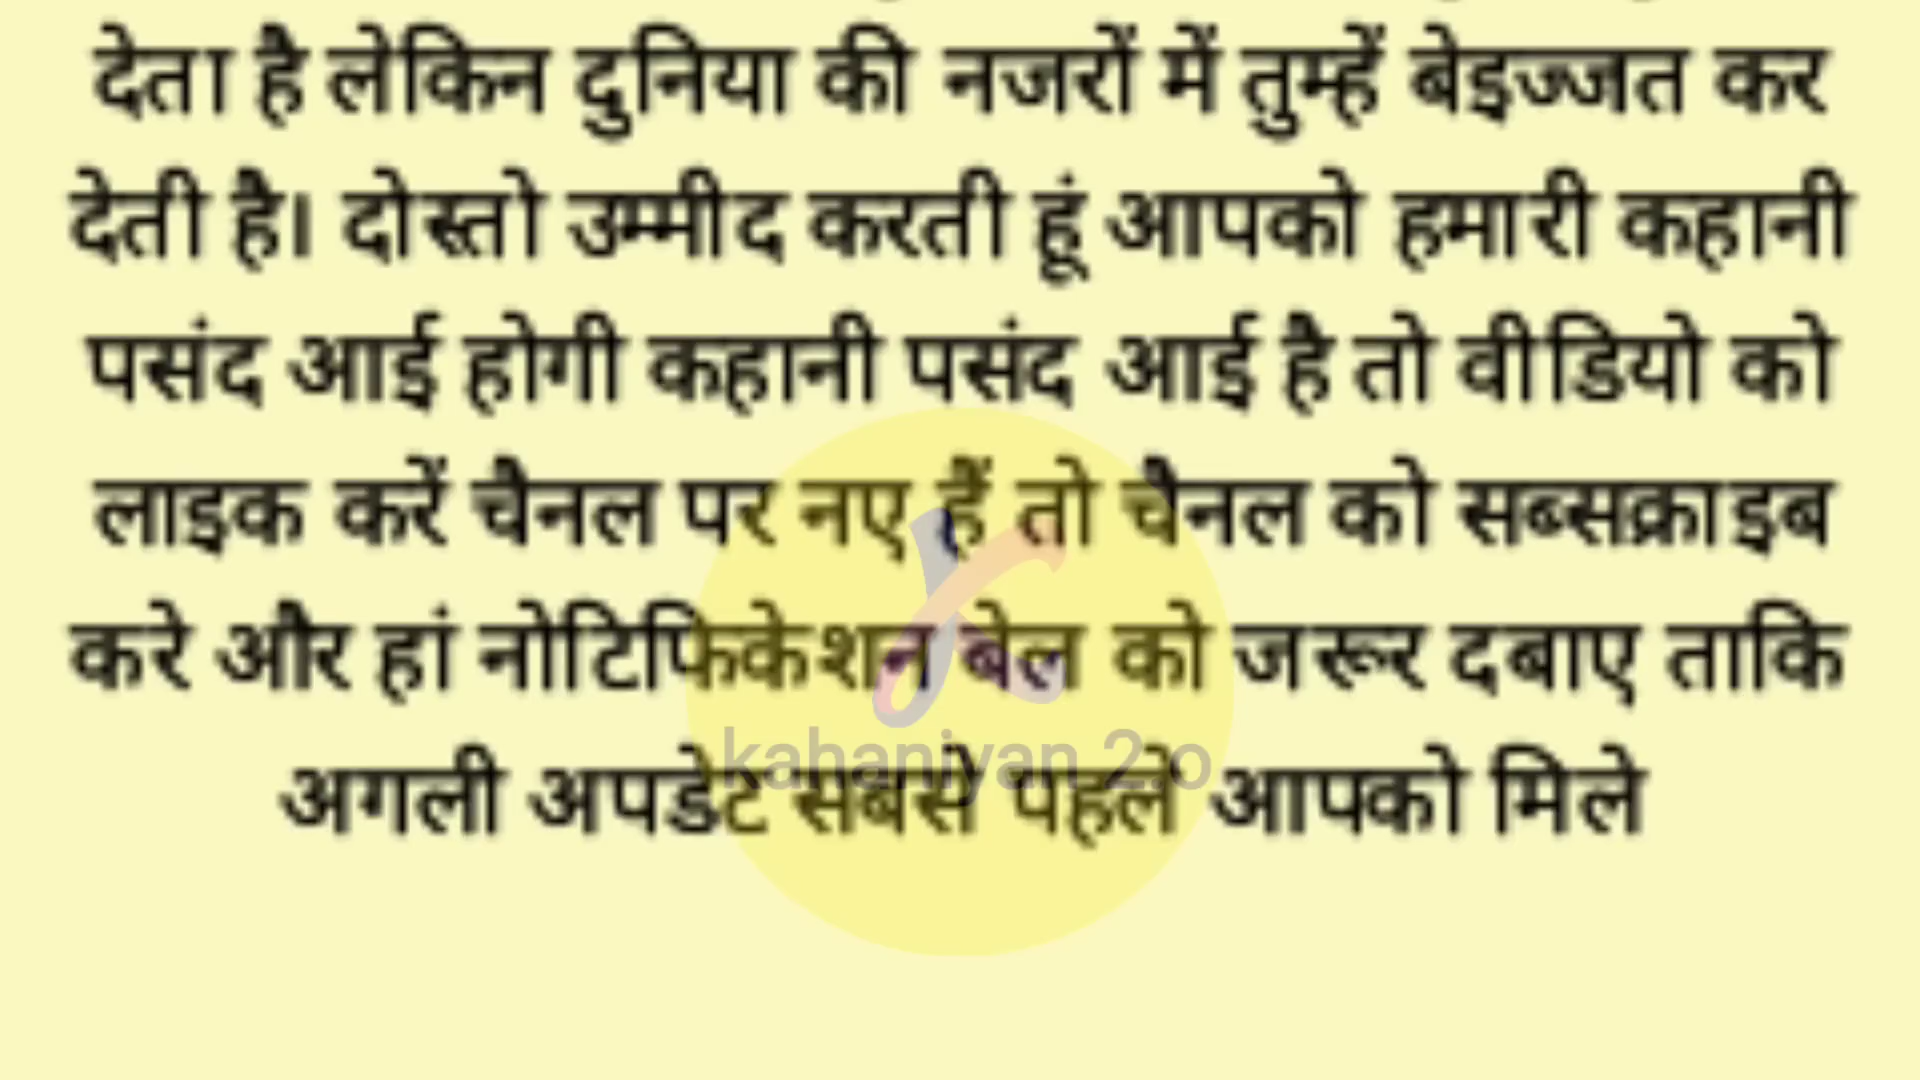 देता है लेकिन दुनिया की नजरों में तुम्हें बेइज्जत कर
देती है। दोस्तो उम्मीद करती हूं आपको हमारी कहानी
पसंद आई होगी कहानी पसंद आई है तो वीडियो को
लाइक करें चैनल पर नए हैं तो चैनल को सब्सक्राइब
करे और हां नोटिफिकेशन बेल को जरूर दबाए ताकि
kahaniyan 2.o
अगली अपडेट सबसे पहले आपको मिले